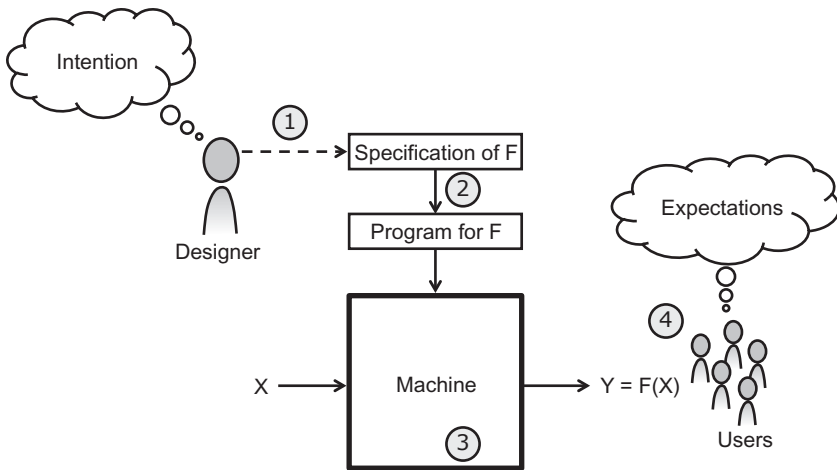 Intention
1
Specification of F
2
Designer
Program for F
Expectations
4
X
Machine
Y = F(X)
3
Users